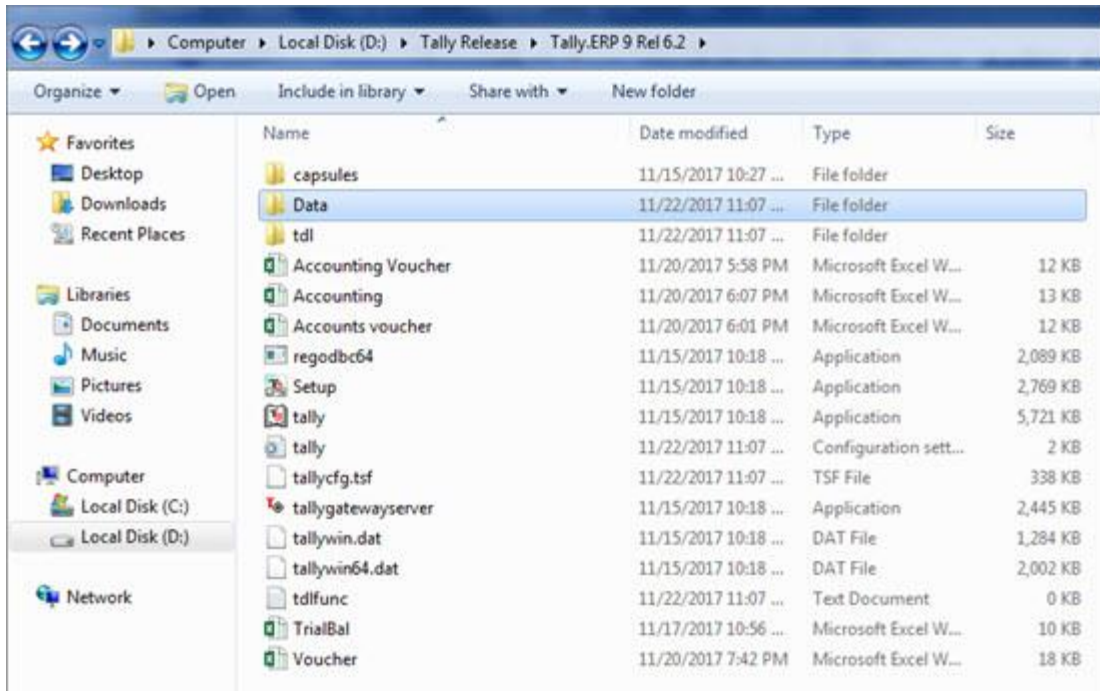 Computer ▸ Local Disk (D:) ▸ Tally Release ▸ Tally.ERP 9 Rel 6.2 ▸
Organize Open Include in library Share with New folder
Favorites
Desktop
Downloads
Recent Places
Libraries
Documents
Music
Pictures
Videos
Computer
Local Disk (C:)
Local Disk (D:)
Network
Name Date modified Type Size
capsules 11/15/2017 10:27 ... File folder
Data 11/22/2017 11:07 ... File folder
tdl 11/22/2017 11:07 ... File folder
Accounting Voucher 11/20/2017 5:58 PM Microsoft Excel W... 12 KB
Accounting 11/20/2017 6:07 PM Microsoft Excel W... 13 KB
Accounts voucher 11/20/2017 6:01 PM Microsoft Excel W... 12 KB
regodbc64 11/15/2017 10:18 ... Application 2,089 KB
Setup 11/15/2017 10:18 ... Application 2,769 KB
tally 11/15/2017 10:18 ... Application 5,721 KB
tally 11/22/2017 11:07 ... Configuration sett... 2 KB
tallycfg.tsf 11/22/2017 11:07 ... TSF File 338 KB
tallygatewayserver 11/15/2017 10:18 ... Application 2,445 KB
tallywin.dat 11/15/2017 10:18 ... DAT File 1,284 KB
tallywin64.dat 11/15/2017 10:18 ... DAT File 2,002 KB
tdlfunc 11/22/2017 11:07 ... Text Document 0 KB
TrialBal 11/17/2017 10:56 ... Microsoft Excel W... 10 KB
Voucher 11/20/2017 7:42 PM Microsoft Excel W... 18 KB